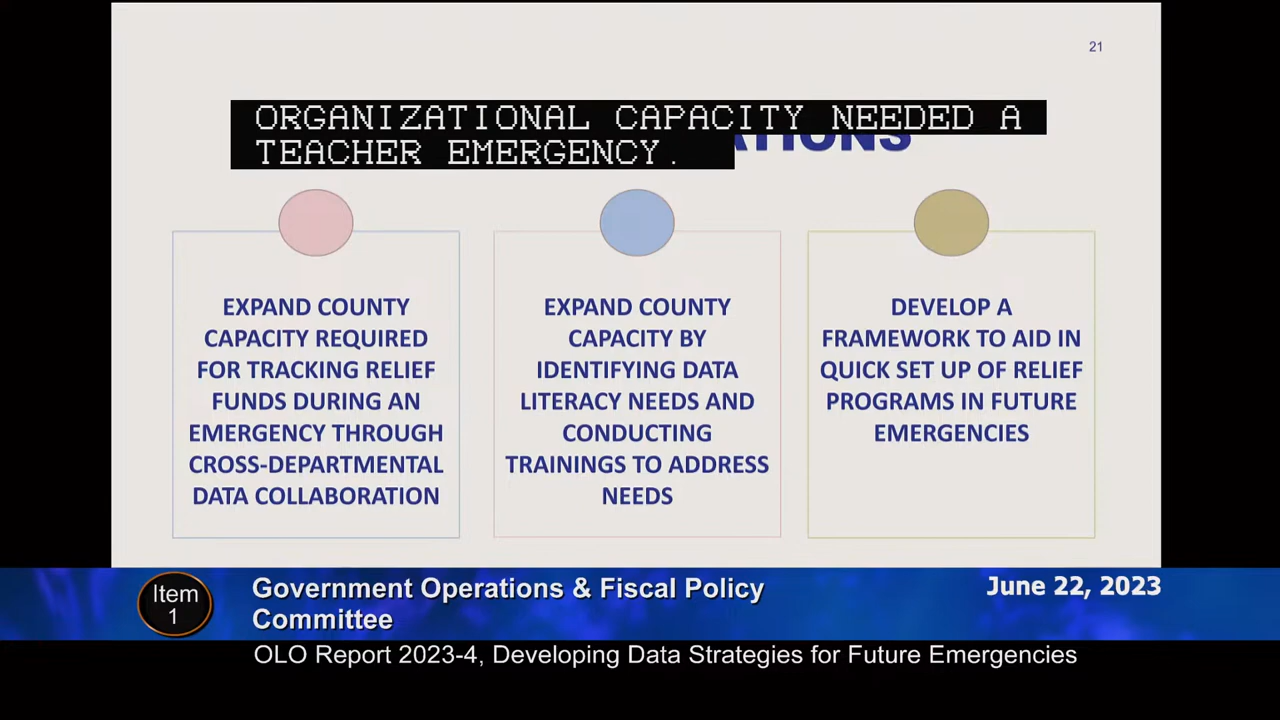 21
ORGANIZATIONAL CAPACITY NEEDED A
TEACHER EMERGENCY.
EXPAND COUNTY
CAPACITY REQUIRED
FOR TRACKING RELIEF
FUNDS DURING AN
EMERGENCY THROUGH
CROSS-DEPARTMENTAL
DATA COLLABORATION
EXPAND COUNTY
CAPACITY BY
IDENTIFYING DATA
LITERACY NEEDS AND
CONDUCTING
TRAININGS TO ADDRESS
NEEDS
DEVELOP A
FRAMEWORK TO AID IN
QUICK SET UP OF RELIEF
PROGRAMS IN FUTURE
EMERGENCIES
Item
1
Government Operations & Fiscal Policy
Committee
June 22, 2023
OLO Report 2023-4, Developing Data Strategies for Future Emergencies